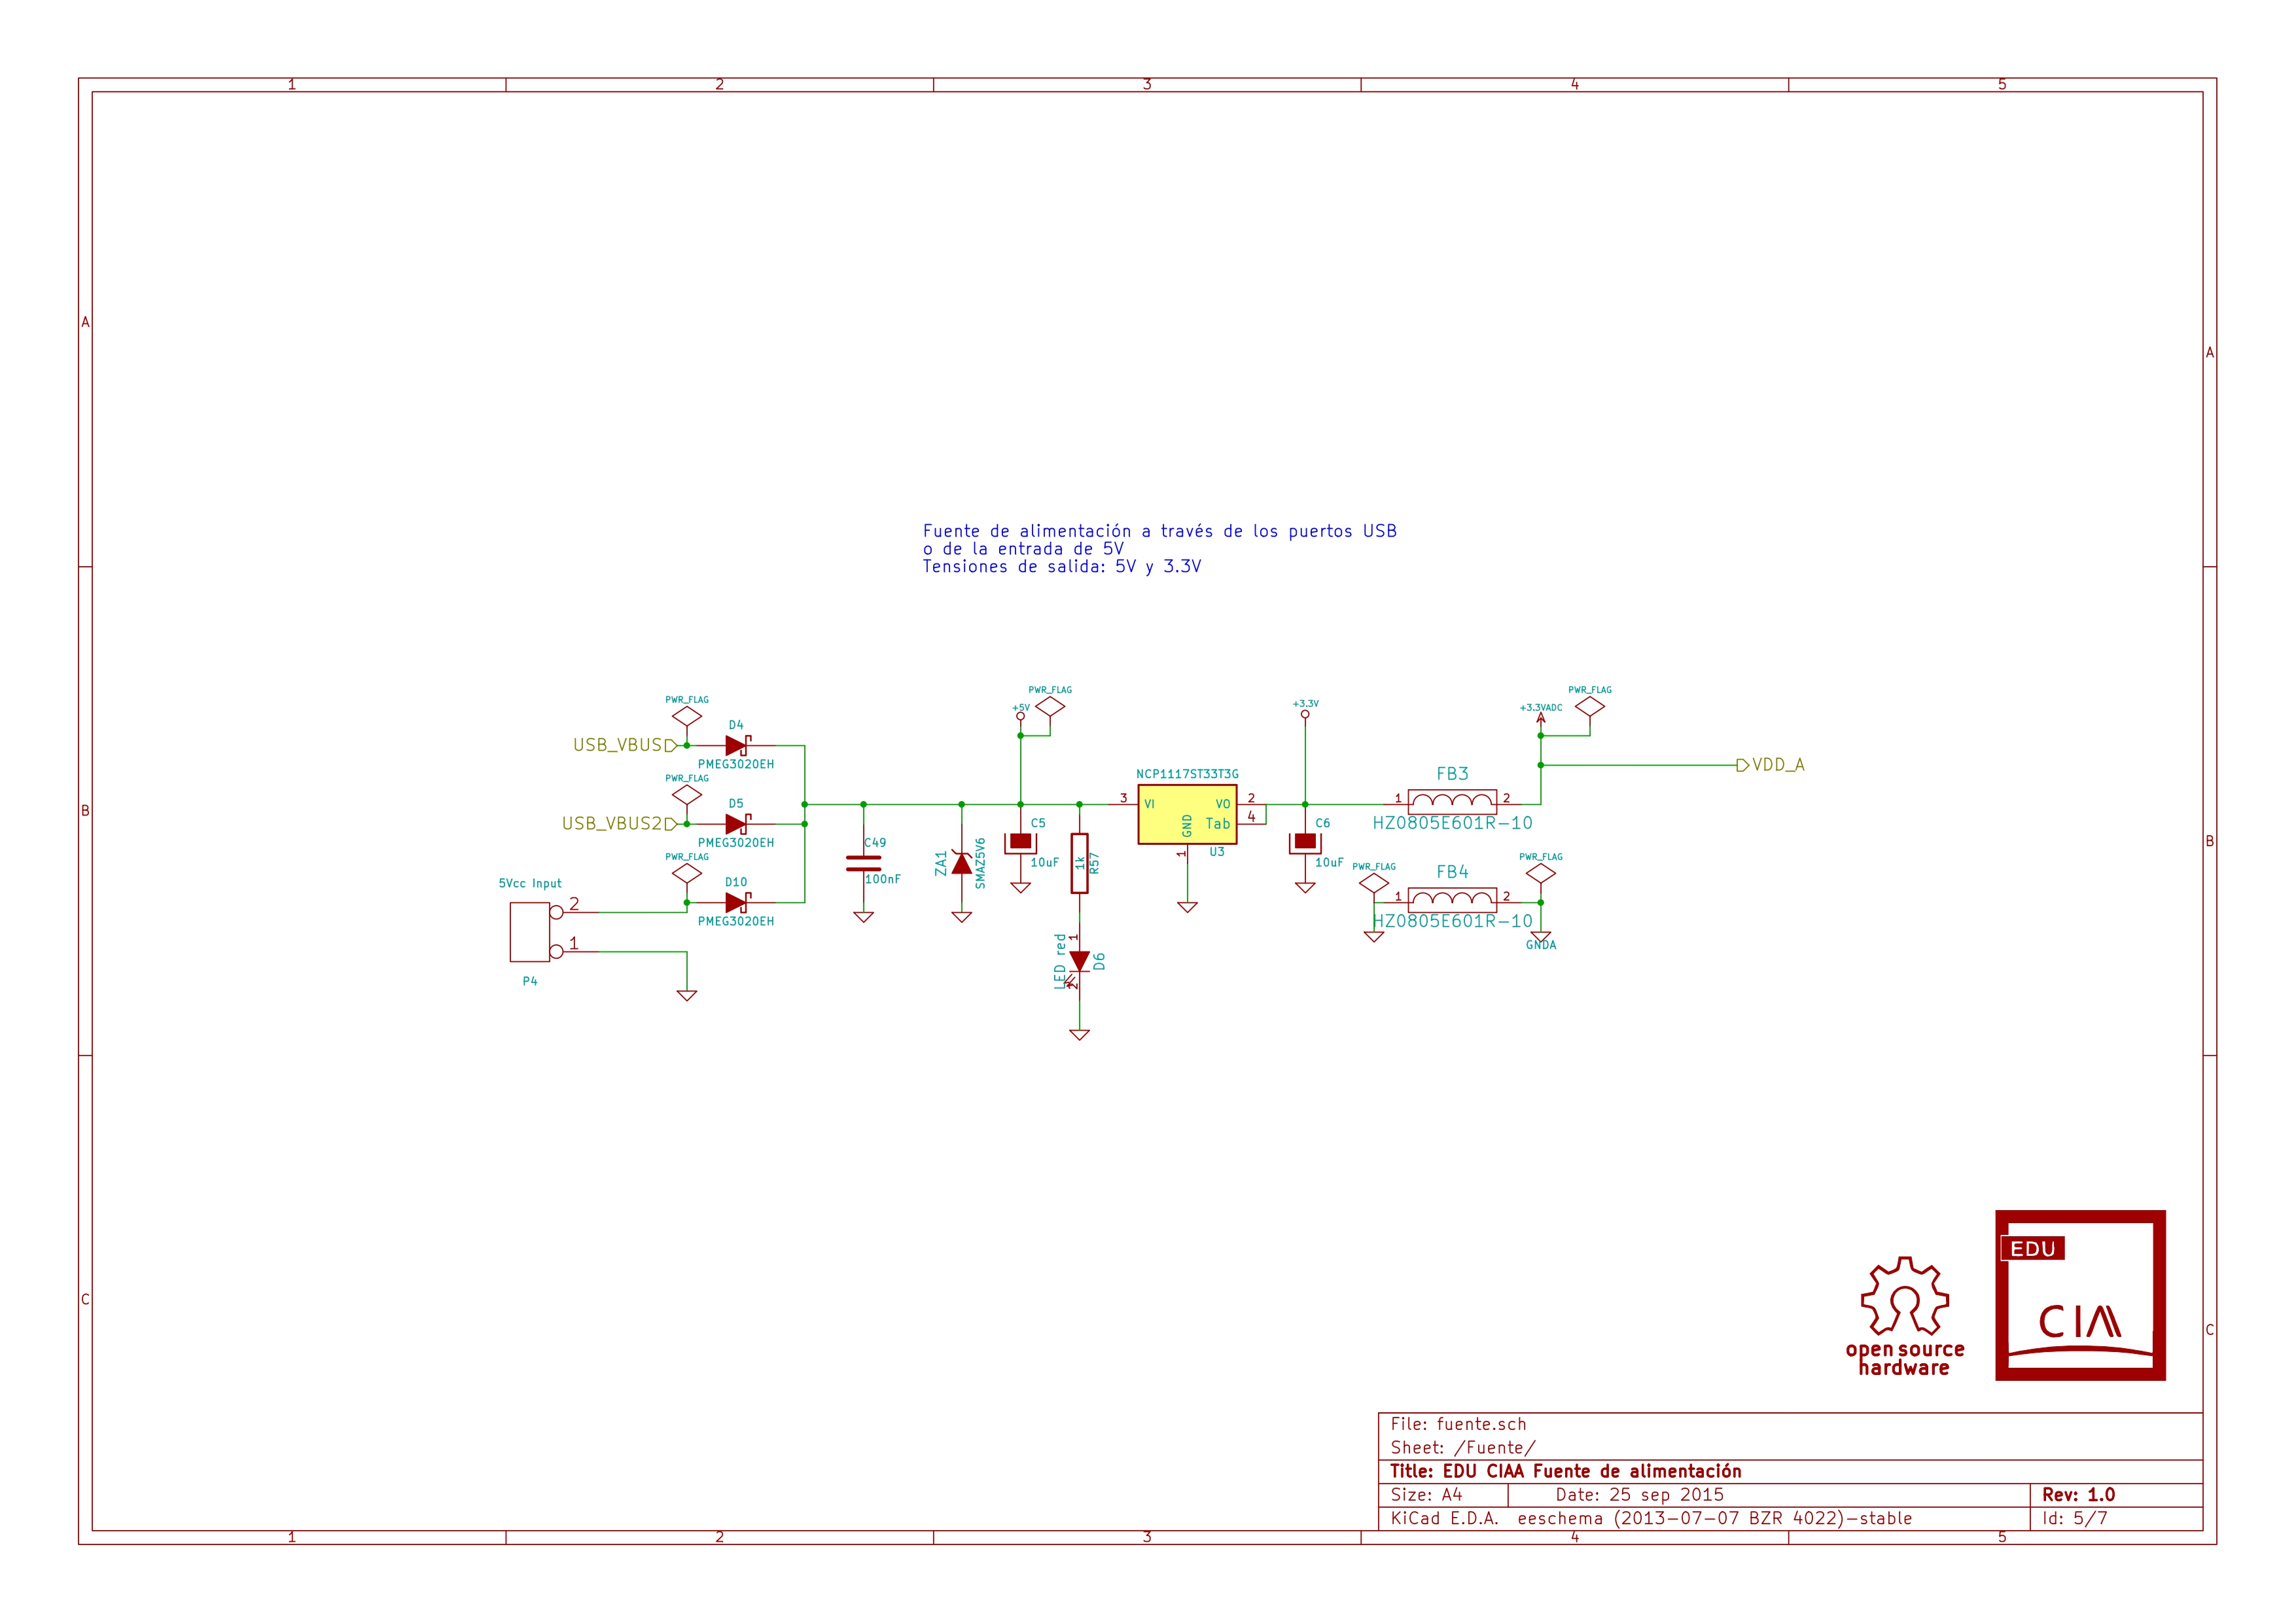 1 2 3 4 5
A
A
B
B
C
C
Fuente de alimentación a través de los puertos USB
o de la entrada de 5V
Tensiones de salida: 5V y 3.3V
PWR_FLAG
D4
USB_VBUS
PMEG3020EH
PWR_FLAG
D5
USB_VBUS2
PMEG3020EH
PWR_FLAG
D10
PMEG3020EH
5Vcc Input
2
1
P4
C49
100nF
ZA1
SMAZ5V6
+5V
PWR_FLAG
C5
10uF
1k
R57
1
LED red
D6
2
NCP1117ST33T3G
3
VI
VO
2
Tab
4
GND
1
U3
+3.3V
C6
10uF
FB3
1
2
HZ0805E601R-10
+3.3VADC
PWR_FLAG
VDD_A
PWR_FLAG
FB4
1
2
HZ0805E601R-10
PWR_FLAG
GNDA
EDU
CIAA
open source
hardware
File: fuente.sch
Sheet: /Fuente/
Title: EDU CIAA Fuente de alimentación
Size: A4 Date: 25 sep 2015 Rev: 1.0
KiCad E.D.A. eeschema (2013-07-07 BZR 4022)-stable Id: 5/7
1 2 3 4 5